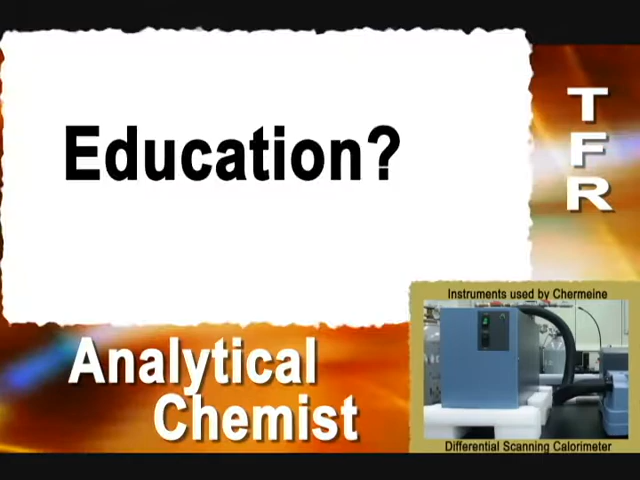 Education?
T
F
R
Instruments used by Chermeine
Analytical
Chemist
Differential Scanning Calorimeter